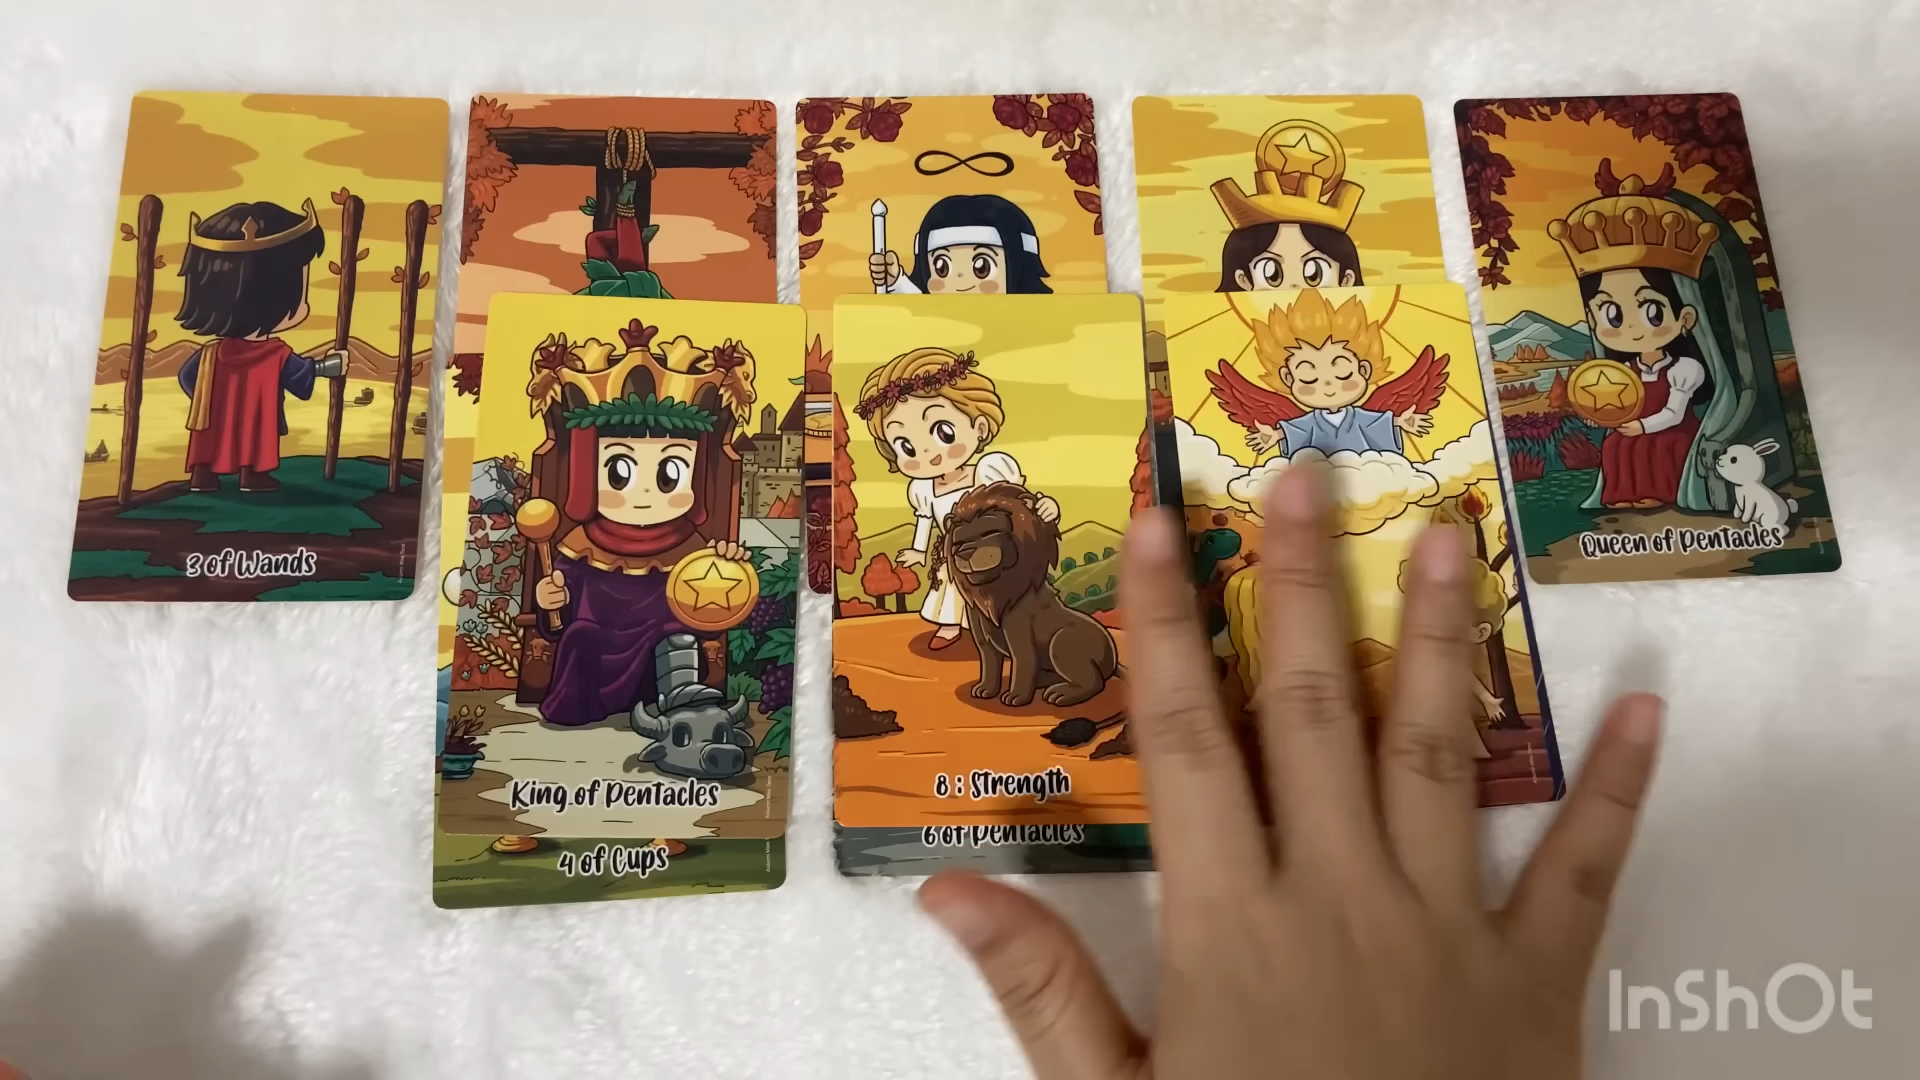 3 of Wands
Queen of Pentacles
King of Pentacles
8 : Strength
6 of Pentacles
4 of Cups
InShOt